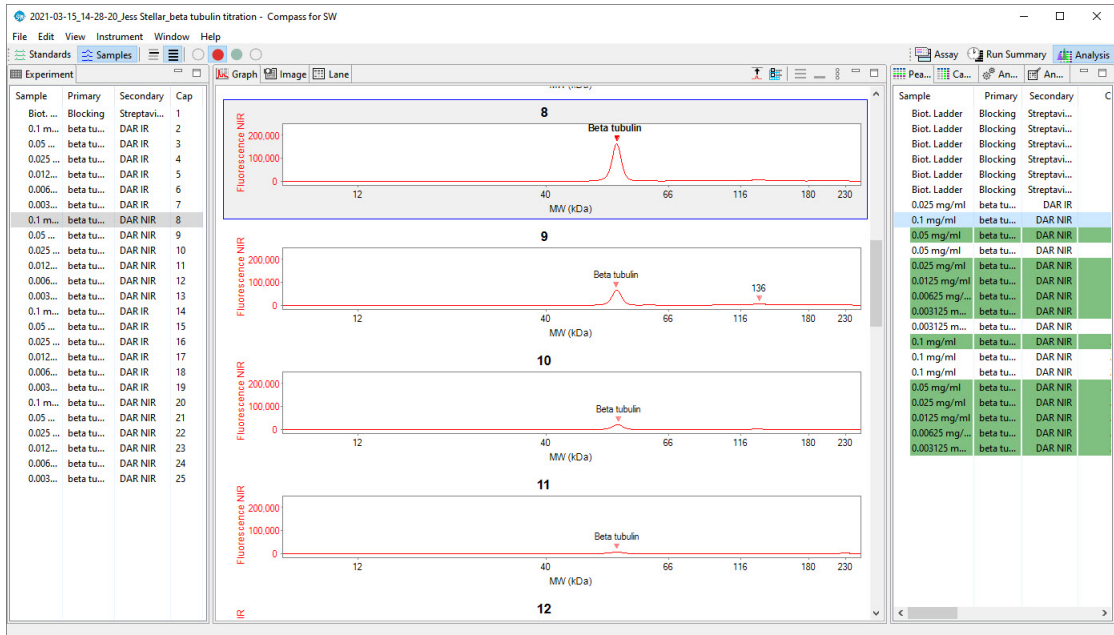 2021-03-15_14-28-20_Jess Stellar_beta tubulin titration - Compass for SW
File Edit View Instrument Window Help
Standards Samples Assay Run Summary Analysis
Experiment
Sample Primary Secondary Cap
Biot. ... Blocking Streptavi... 1
0.1 m... beta tu... DAR IR 2
0.05 ... beta tu... DAR IR 3
0.025 ... beta tu... DAR IR 4
0.012... beta tu... DAR IR 5
0.006... beta tu... DAR IR 6
0.003... beta tu... DAR IR 7
0.1 m... beta tu... DAR NIR 8
0.05 ... beta tu... DAR NIR 9
0.025 ... beta tu... DAR NIR 10
0.012... beta tu... DAR NIR 11
0.006... beta tu... DAR NIR 12
0.003... beta tu... DAR NIR 13
0.1 m... beta tu... DAR IR 14
0.05 ... beta tu... DAR IR 15
0.025 ... beta tu... DAR IR 16
0.012... beta tu... DAR IR 17
0.006... beta tu... DAR IR 18
0.003... beta tu... DAR IR 19
0.1 m... beta tu... DAR NIR 20
0.05 ... beta tu... DAR NIR 21
0.025 ... beta tu... DAR NIR 22
0.012... beta tu... DAR NIR 23
0.006... beta tu... DAR NIR 24
0.003... beta tu... DAR NIR 25
Graph Image Lane
8
Fluorescence NIR
Beta tubulin
200,000
100,000
0
12 40 66 116 180 230
MW (kDa)
9
Fluorescence NIR
200,000
Beta tubulin
100,000
136
0
12 40 66 116 180 230
MW (kDa)
10
Fluorescence NIR
200,000
100,000
Beta tubulin
0
12 40 66 116 180 230
MW (kDa)
11
Fluorescence NIR
200,000
100,000
Beta tubulin
0
12 40 66 116 180 230
MW (kDa)
12
IR
Pea... Ca... An... An...
Sample Primary Secondary C
Biot. Ladder Blocking Streptavi...
Biot. Ladder Blocking Streptavi...
Biot. Ladder Blocking Streptavi...
Biot. Ladder Blocking Streptavi...
Biot. Ladder Blocking Streptavi...
Biot. Ladder Blocking Streptavi...
0.025 mg/ml beta tu... DAR IR
0.1 mg/ml beta tu... DAR NIR
0.05 mg/ml beta tu... DAR NIR
0.05 mg/ml beta tu... DAR NIR
0.025 mg/ml beta tu... DAR NIR
0.0125 mg/ml beta tu... DAR NIR
0.00625 mg/... beta tu... DAR NIR
0.003125 m... beta tu... DAR NIR
0.003125 m... beta tu... DAR NIR
0.1 mg/ml beta tu... DAR NIR
0.1 mg/ml beta tu... DAR NIR
0.1 mg/ml beta tu... DAR NIR
0.05 mg/ml beta tu... DAR NIR
0.025 mg/ml beta tu... DAR NIR
0.0125 mg/ml beta tu... DAR NIR
0.00625 mg/... beta tu... DAR NIR
0.003125 m... beta tu... DAR NIR